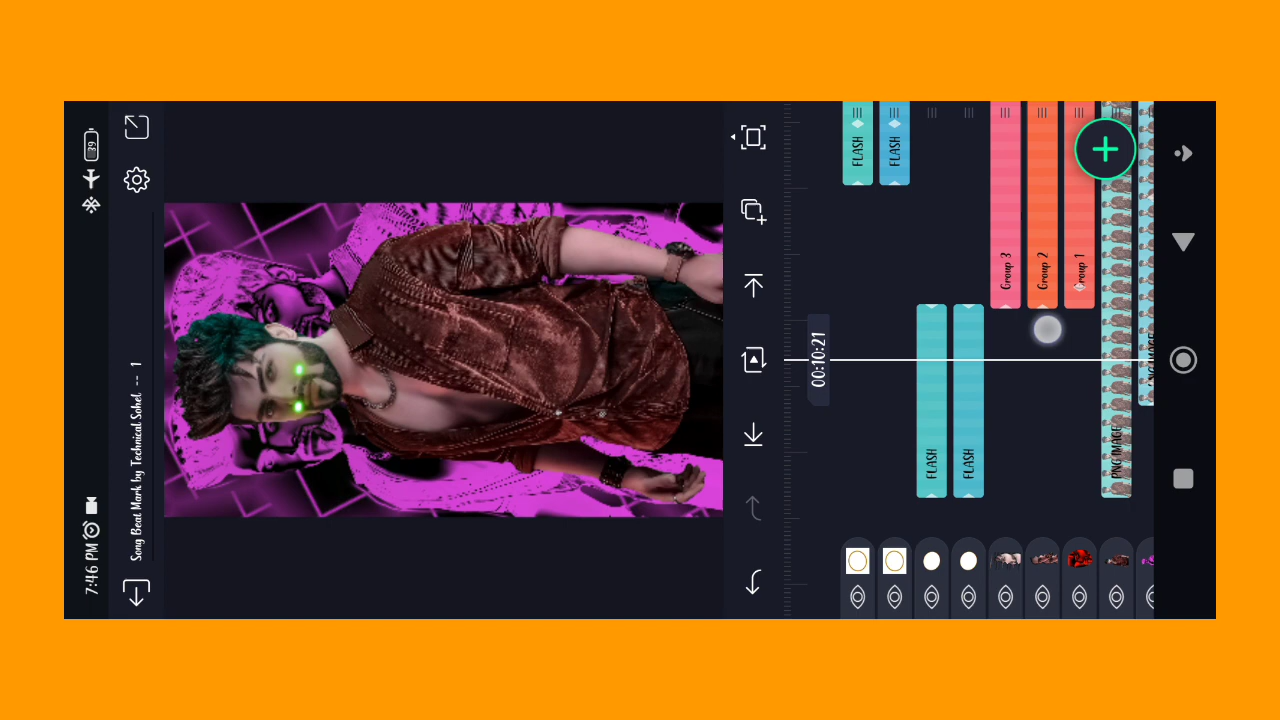 7:46 PM
39
Song Beat Mark by Technical Sohel -- 1
00:10:21
FLASH
FLASH
FLASH
FLASH
Group 3
Group 2
Group 1
PNG IMAGE